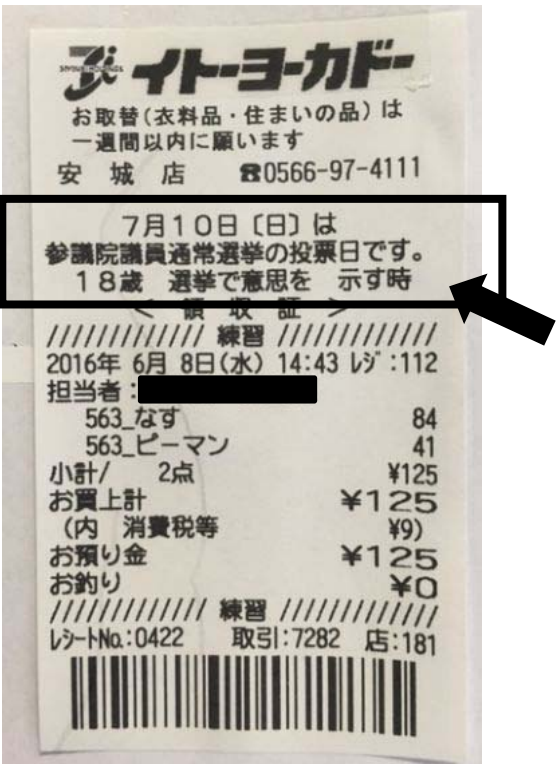 SEVEN&i HOLDINGS イトーヨーカドー
お取替(衣料品・住まいの品)は
一週間以内に願います
安城店 ☎0566-97-4111
7月10日〔日〕は
参議院議員通常選挙の投票日です。
18歳 選挙で意思を 示す時
< 領収証 >
///////////// 練習 /////////////
2016年 6月 8日(水) 14:43 レジ:112
担当者:
563_なす 84
563_ピーマン 41
小計/ 2点 ¥125
お買上計 ¥125
(内 消費税等 ¥9)
お預り金 ¥125
お釣り ¥0
///////////// 練習 /////////////
レシートNo.:0422 取引:7282 店:181